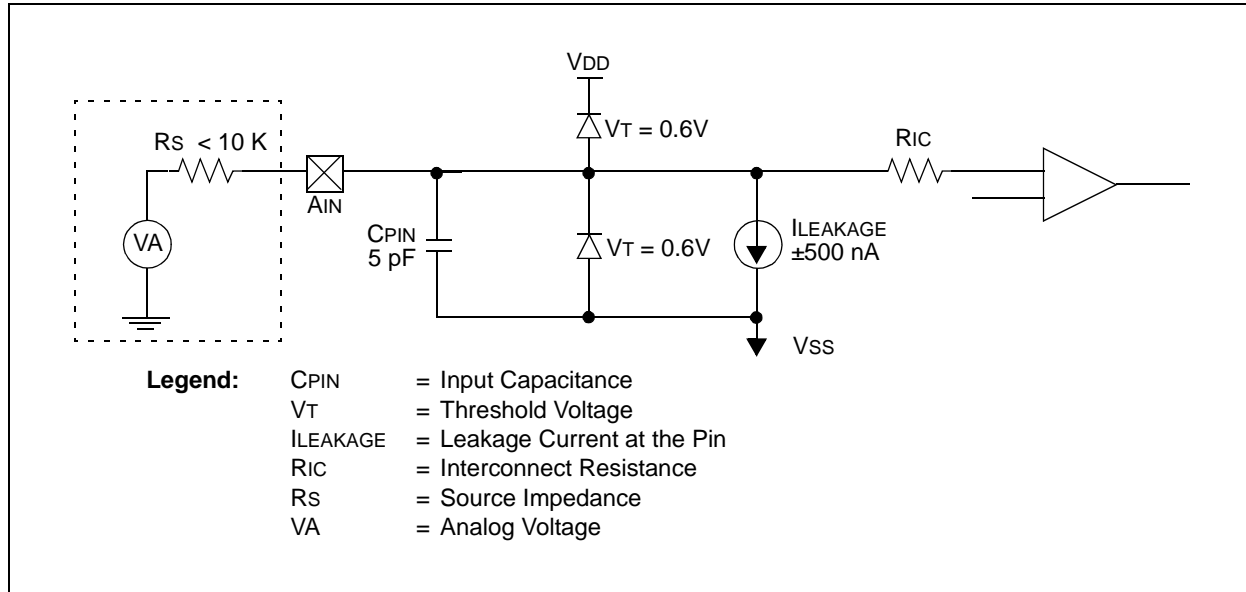 VDD
VT = 0.6V
RS < 10 K
RIC
AIN
CPIN
5 pF
VA
VT = 0.6V
ILEAKAGE
±500 nA
VSS
Legend:
CPIN = Input Capacitance
VT = Threshold Voltage
ILEAKAGE = Leakage Current at the Pin
RIC = Interconnect Resistance
RS = Source Impedance
VA = Analog Voltage